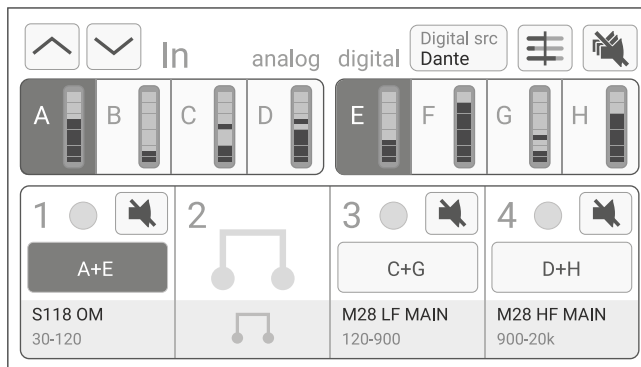 In analog digital Digital src
Dante
A B C D E F G H
1 2 3 4
A+E C+G D+H
S118 OM M28 LF MAIN M28 HF MAIN
30-120 120-900 900-20k